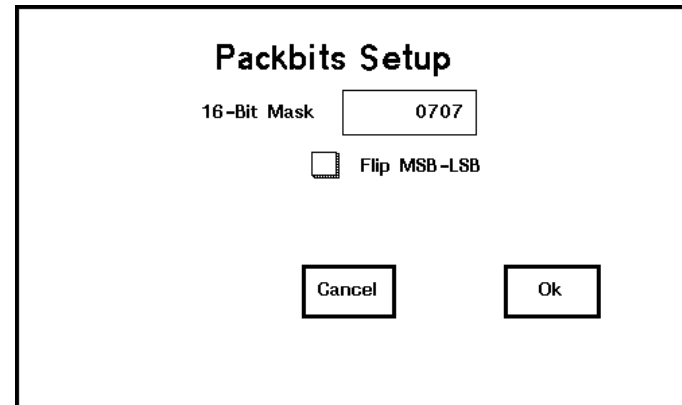 Packbits Setup
16-Bit Mask 0707
Flip MSB-LSB
Cancel Ok